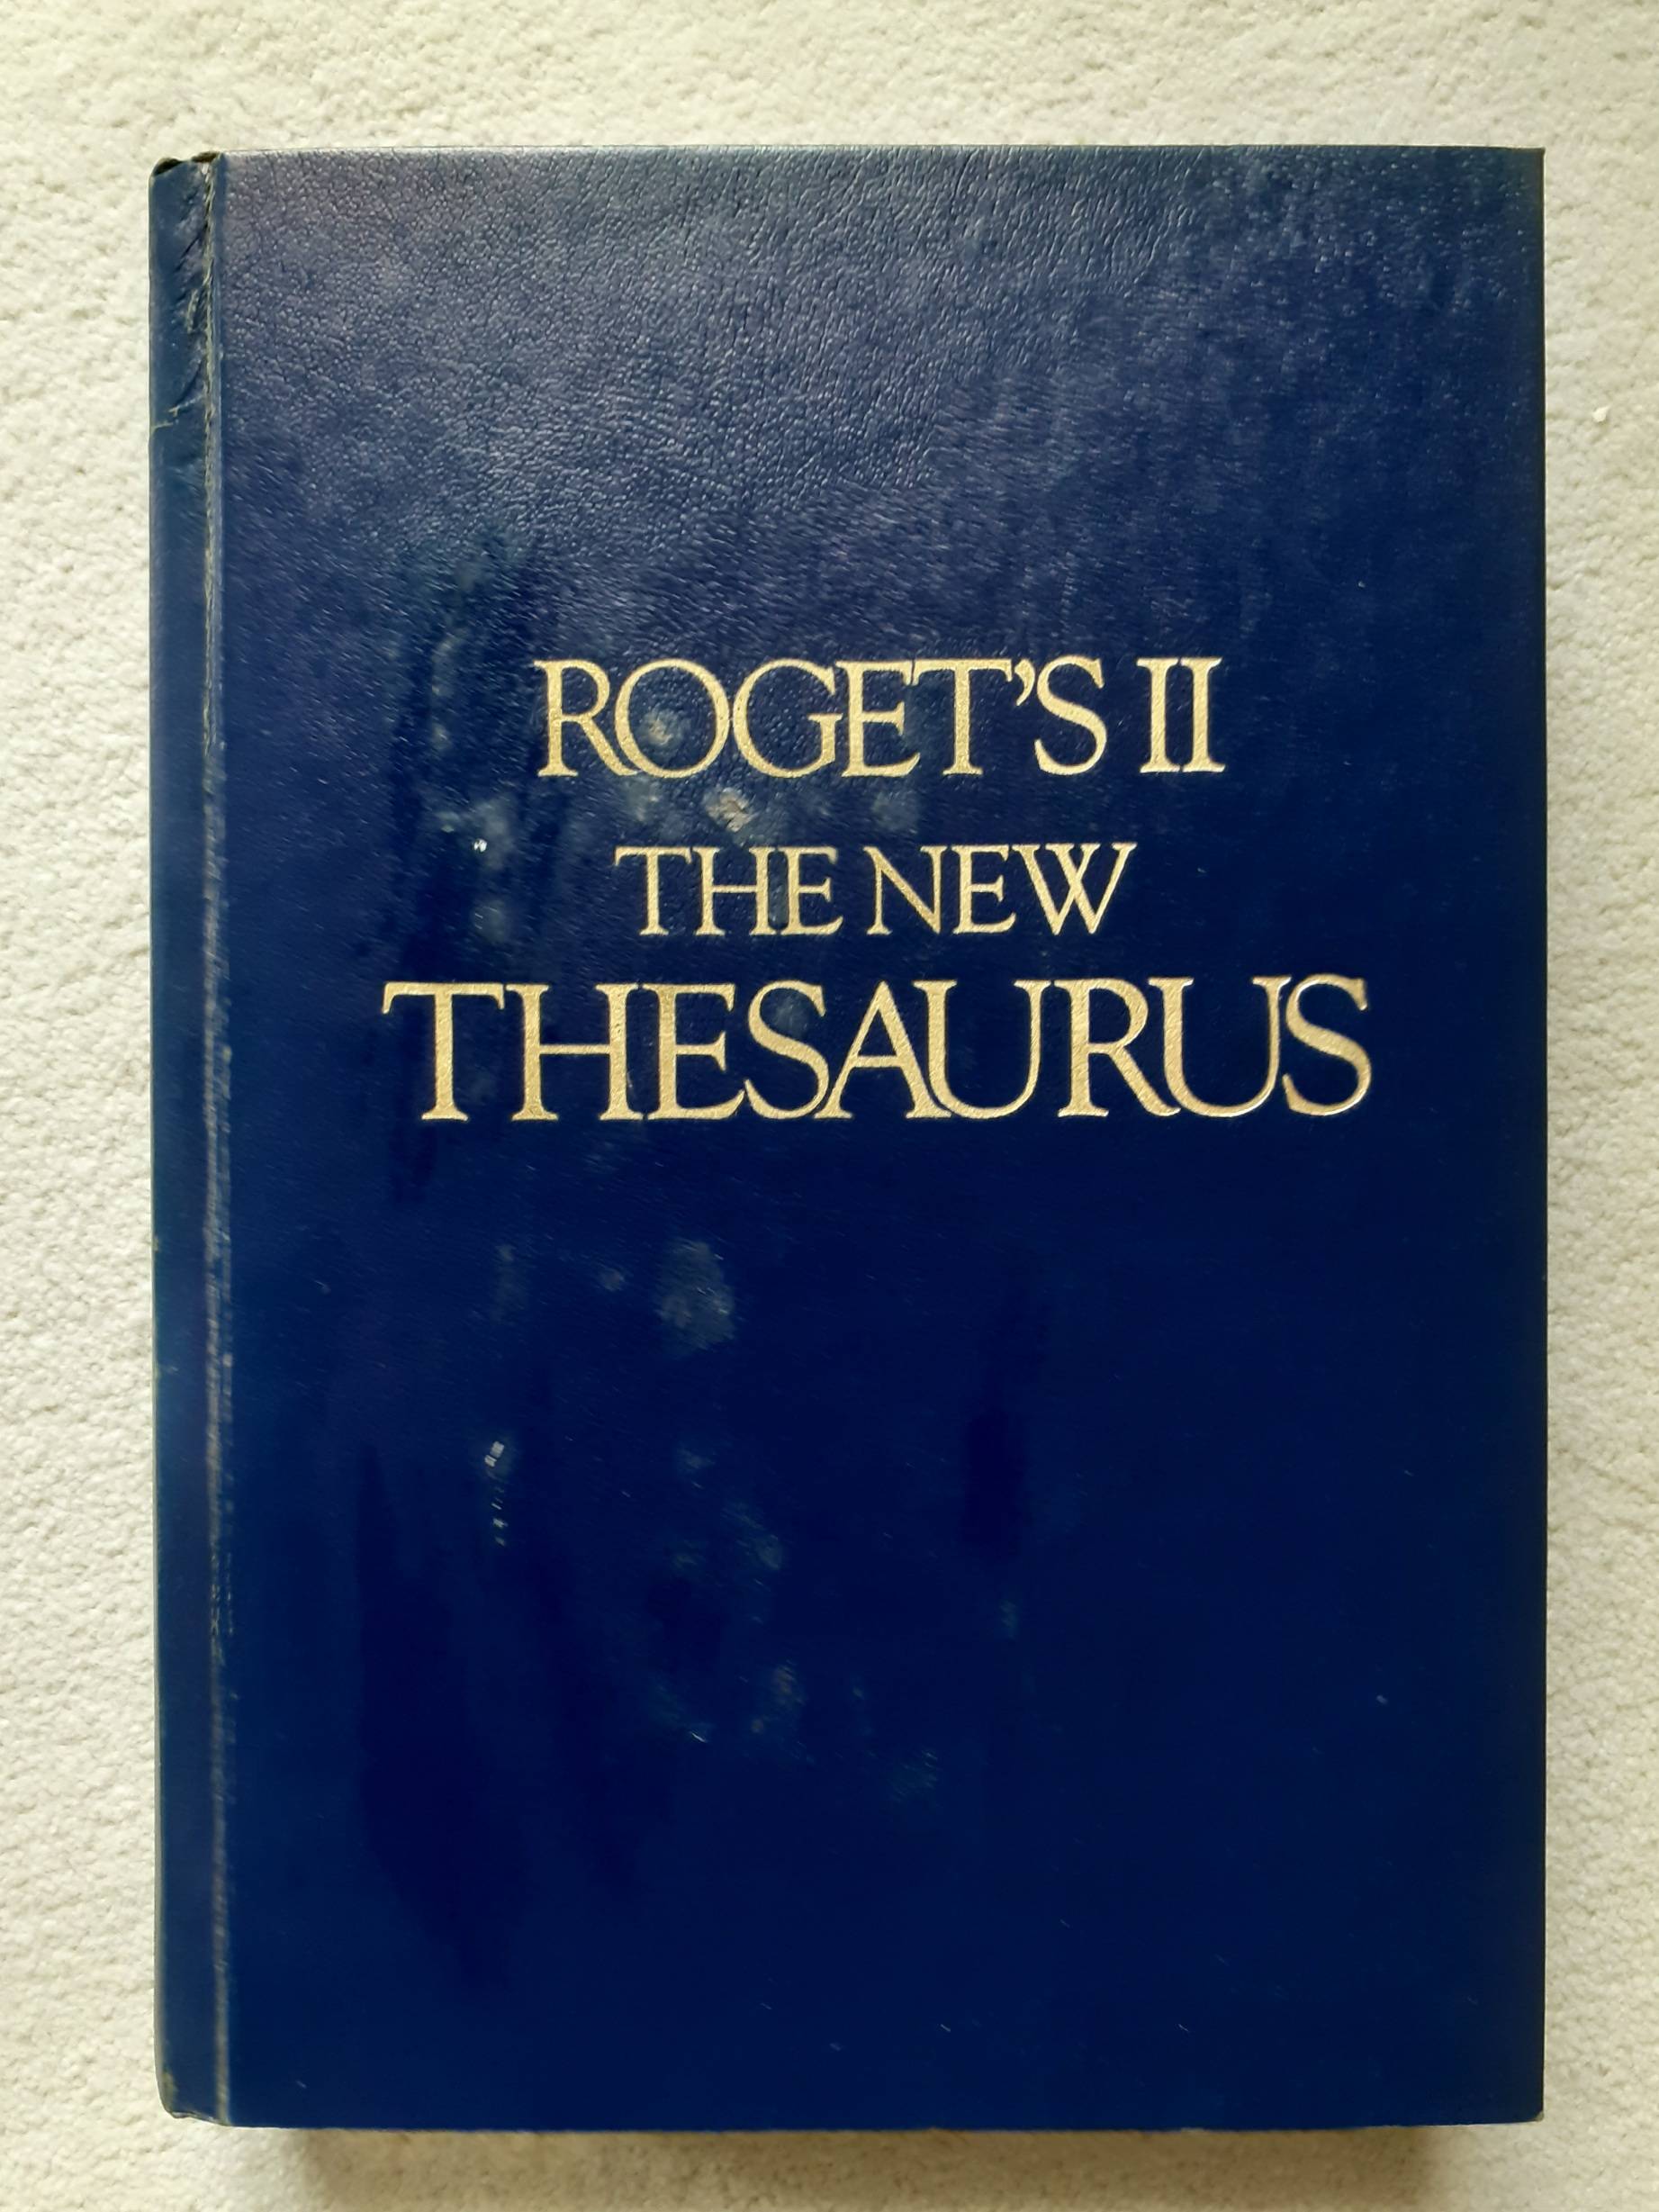 ROGET'S II
THE NEW
THESAURUS